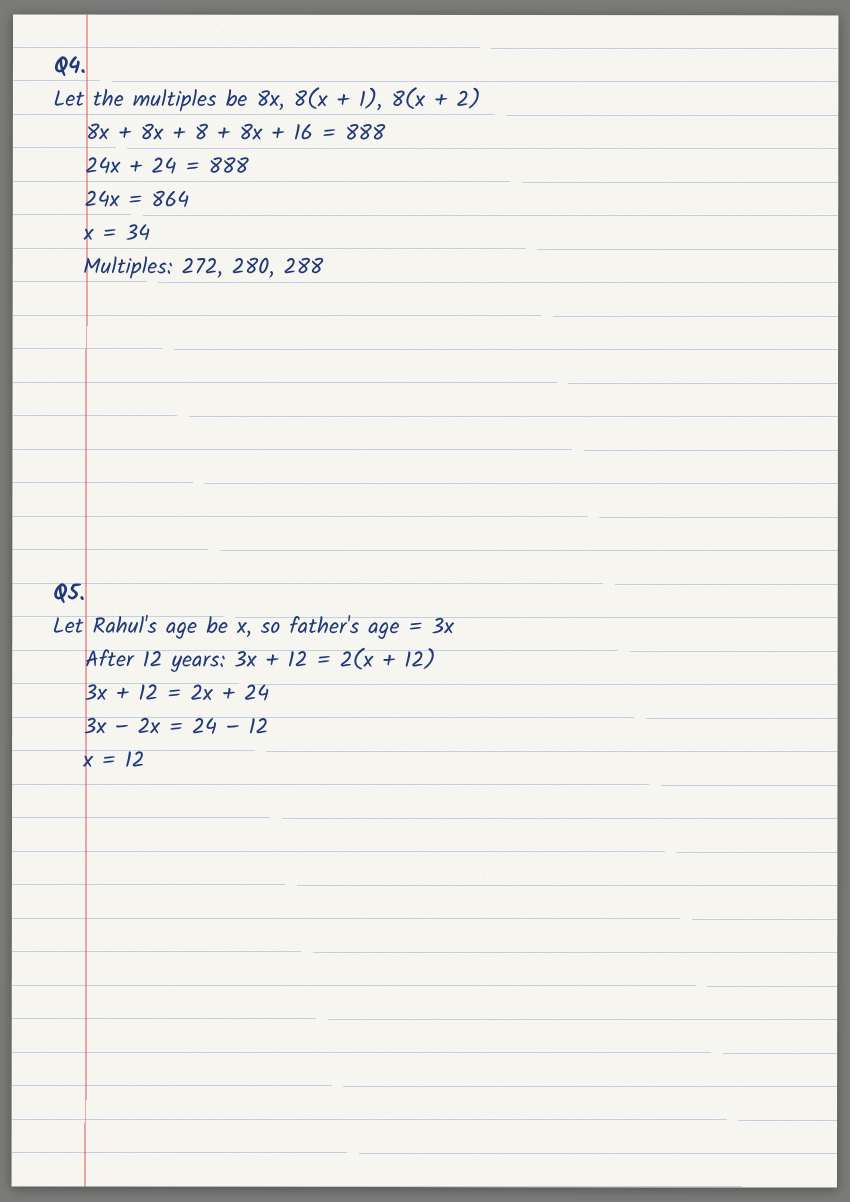 Q4.
Let the multiples be 8x, 8(x + 1), 8(x + 2)
8x + 8x + 8 + 8x + 16 = 888
24x + 24 = 888
24x = 864
x = 34
Multiples: 272, 280, 288
Q5.
Let Rahul's age be x, so father's age = 3x
After 12 years: 3x + 12 = 2(x + 12)
3x + 12 = 2x + 24
3x − 2x = 24 − 12
x = 12